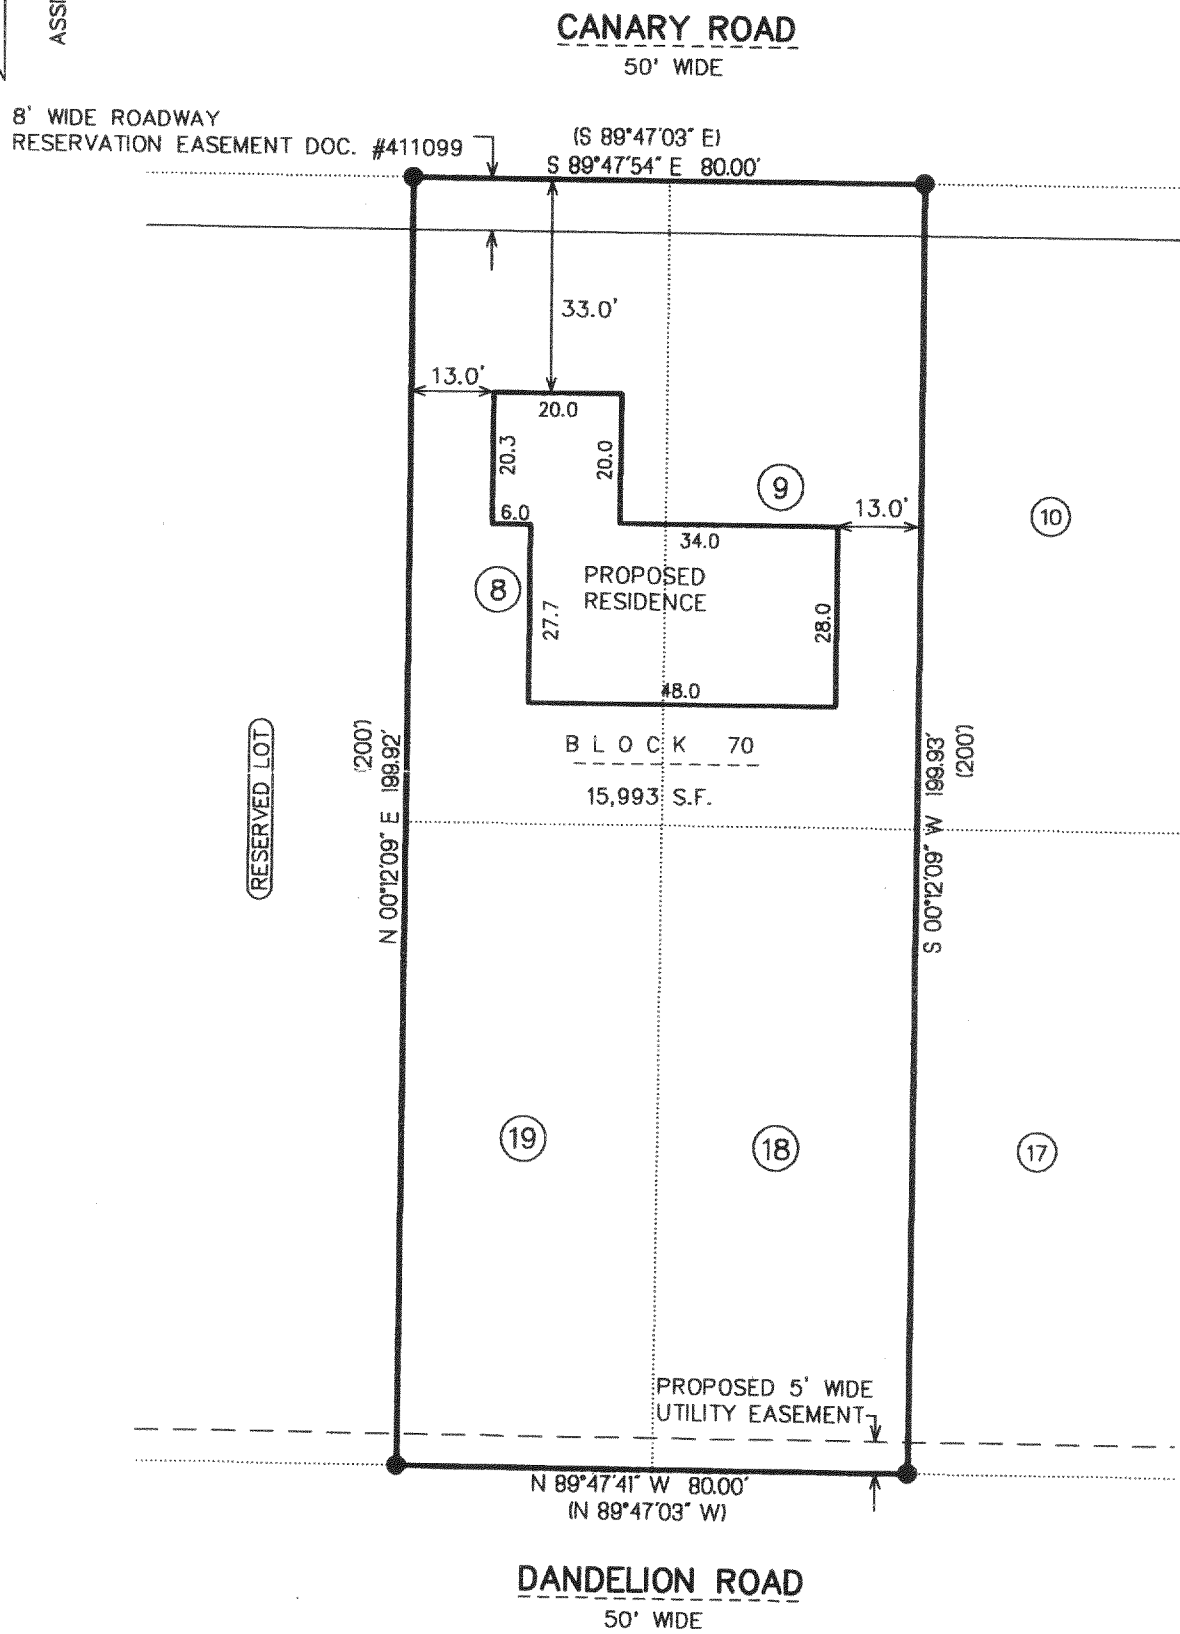 CANARY ROAD
50' WIDE
8' WIDE ROADWAY
RESERVATION EASEMENT DOC. #411099
(S 89°47'03" E)
S 89°47'54" E 80.00'
33.0'
13.0'
20.0
20.3
20.0
9
13.0'
10
6.0
34.0
8
PROPOSED
RESIDENCE
27.7
28.0
48.0
BLOCK 70
15,993 S.F.
RESERVED LOT
(200')
N 00°12'09" E 199.92'
S 00°12'09" W 199.93'
(200')
19
18
17
PROPOSED 5' WIDE
UTILITY EASEMENT
N 89°47'41" W 80.00'
(N 89°47'03" W)
DANDELION ROAD
50' WIDE